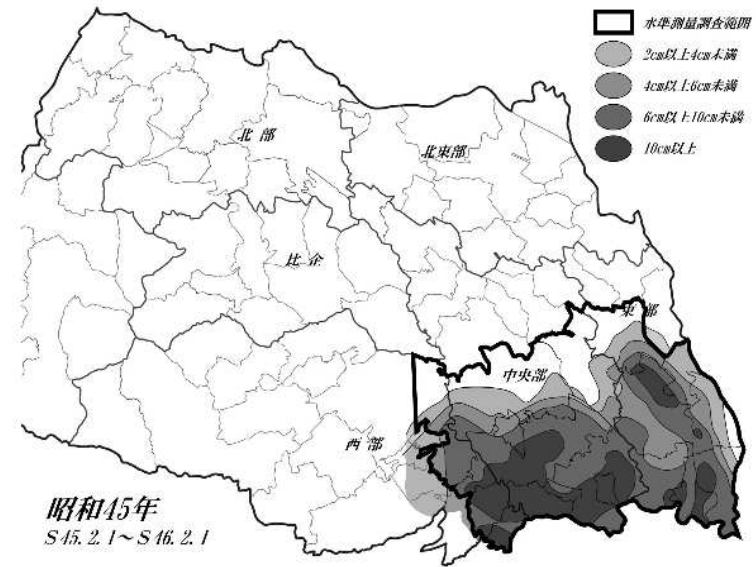 水準測量調査範囲
2cm以上4cm未満
4cm以上6cm未満
6cm以上10cm未満
10cm以上
北部
北東部
比企
東部
中央部
西部
昭和45年
S45.2.1～S46.2.1